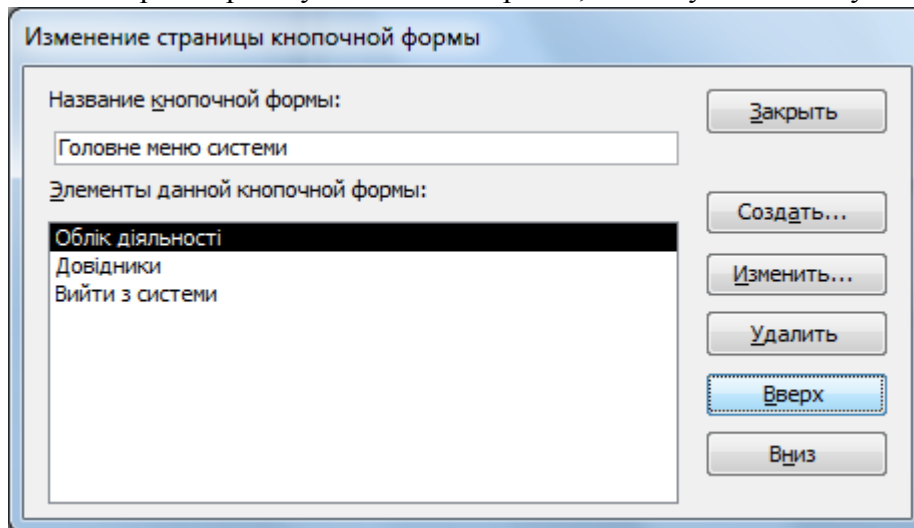 Изменение страницы кнопочной формы
Название кнопочной формы:
Закрыть
Головне меню системи
Элементы данной кнопочной формы:
Создать...
Облік діяльності
Довідники
Изменить...
Вийти з системи
Удалить
Вверх
Вниз